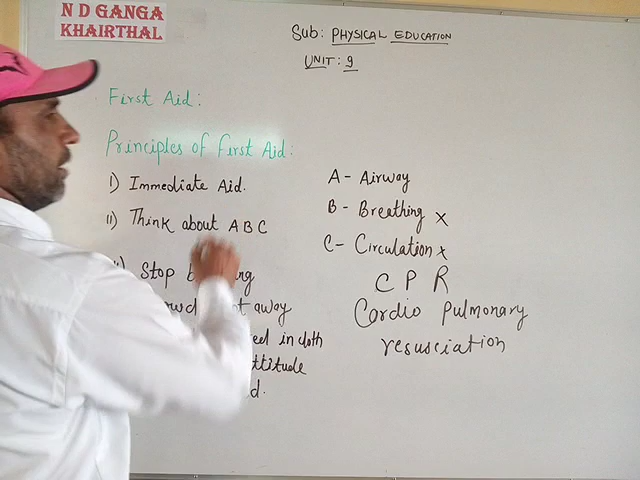 N D GANGA
KHAIRTHAL
Sub: PHYSICAL EDUCATION
UNIT: 9
First Aid:
Principles of First Aid:
I) Immediate Aid.
II) Think about A B C
Stop
away
in cloth
A - Airway
B - Breathing x
C - Circulation x
C P R
Cardio Pulmonary
resusciation